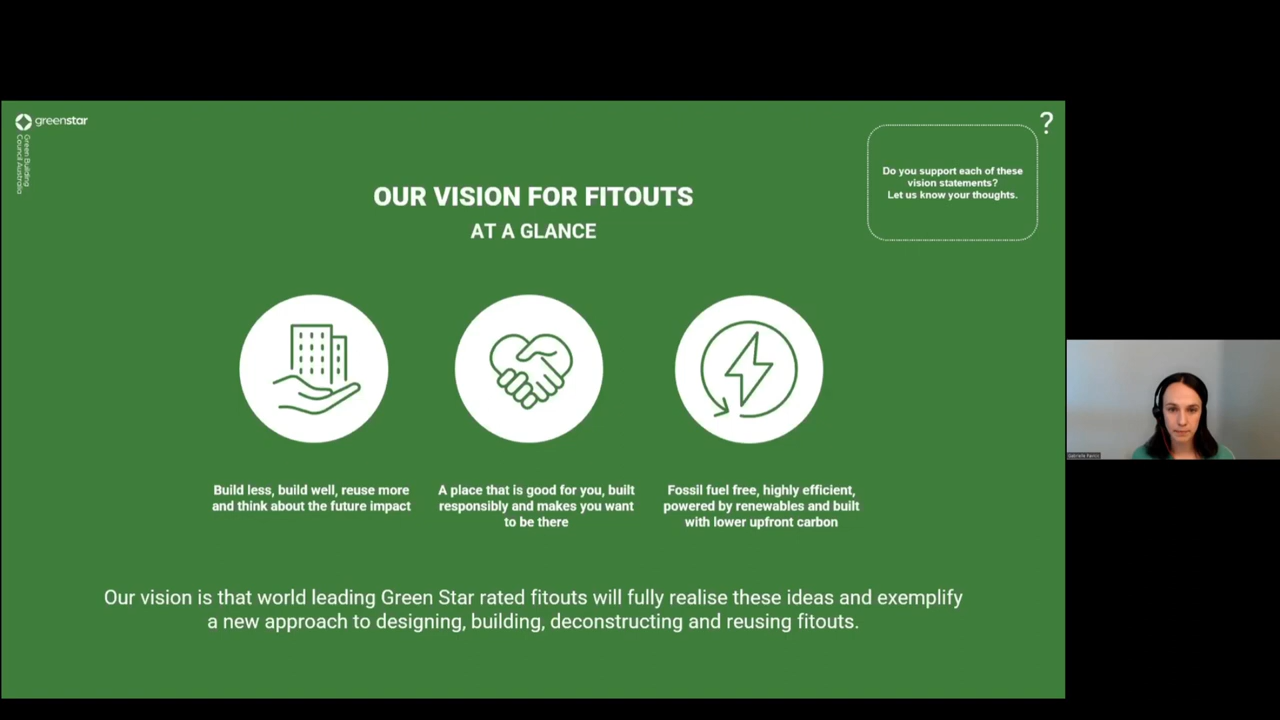 greenstar
Green Building
Council Australia
?
Do you support each of these
vision statements?
Let us know your thoughts.
OUR VISION FOR FITOUTS
AT A GLANCE
Build less, build well, reuse more
and think about the future impact
A place that is good for you, built
responsibly and makes you want
to be there
Fossil fuel free, highly efficient,
powered by renewables and built
with lower upfront carbon
Our vision is that world leading Green Star rated fitouts will fully realise these ideas and exemplify
a new approach to designing, building, deconstructing and reusing fitouts.